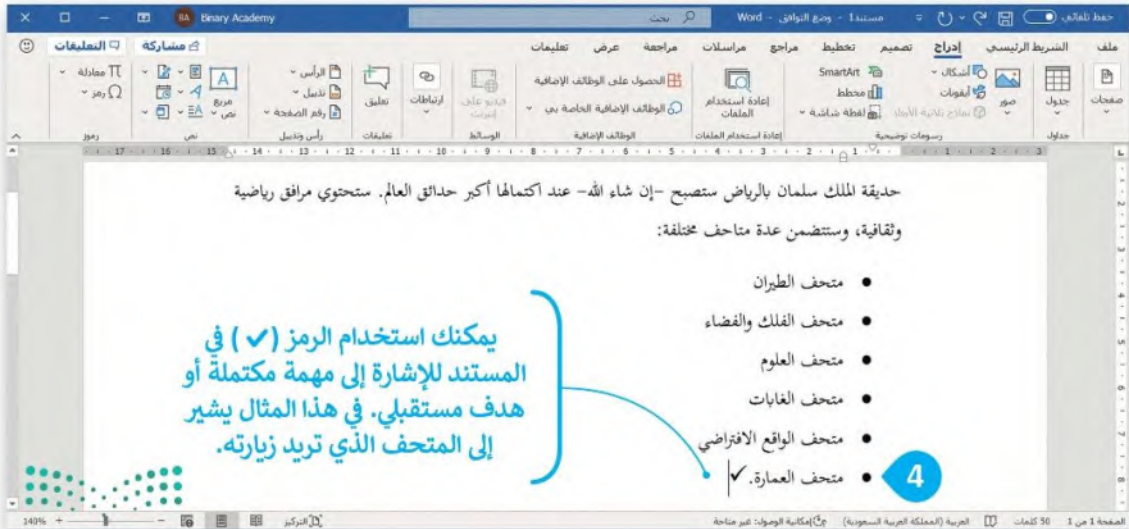 حفظ تلقائي
مستند1 - وضع التوافق - Word
بحث
Binary Academy
BA
ملف
الشريط الرئيسي
إدراج
تصميم
تخطيط
مراجع
مراسلات
مراجعة
عرض
تعليمات
مشاركة
التعليقات
صفحات
جدول
صور
أشكال
أيقونات
نماذج ثلاثية الأبعاد
SmartArt
مخطط
لقطة شاشة
إعادة استخدام الملفات
الحصول على الوظائف الإضافية
الوظائف الإضافية الخاصة بي
فيديو على إنترنت
ارتباطات
تعليق
الرأس
تذييل
رقم الصفحة
مربع نص
معادلة
رمز
جداول
رسومات توضيحية
إعادة استخدام الملفات
الوظائف الإضافية
الوسائط
تعليقات
رأس وتذييل
نص
رموز
حديقة الملك سلمان بالرياض ستصبح –إن شاء الله– عند اكتمالها أكبر حدائق العالم. ستحتوي مرافق رياضية
وثقافية، وستتضمن عدة متاحف مختلفة:
● متحف الطيران
● متحف الفلك والفضاء
● متحف العلوم
● متحف الغابات
● متحف الواقع الافتراضي
● متحف العمارة. ✓
4
يمكنك استخدام الرمز (✓) في
المستند للإشارة إلى مهمة مكتملة أو
هدف مستقبلي. في هذا المثال يشير
إلى المتحف الذي تريد زيارته.
الصفحة 1 من 1
50 كلمات
العربية (المملكة العربية السعودية)
إمكانية الوصول: غير متاحة
التركيز
140%